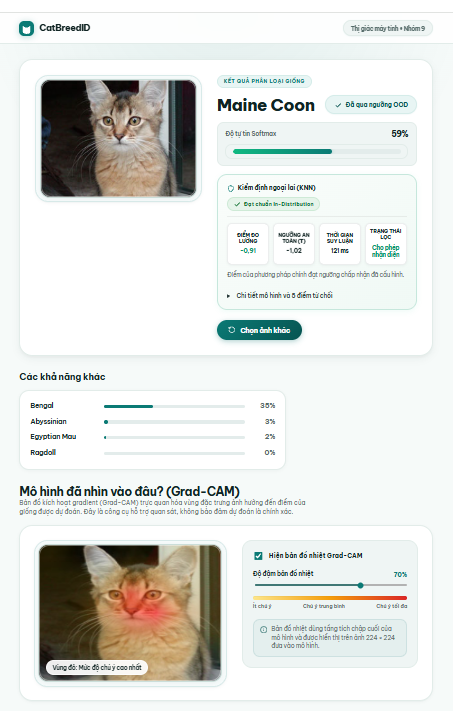 CatBreedID
Thị giác máy tính • Nhóm 9
KẾT QUẢ PHÂN LOẠI GIỐNG
Maine Coon
Đã qua ngưỡng OOD
Độ tự tin Softmax
59%
Kiểm định ngoại lai (KNN)
Đạt chuẩn In-Distribution
ĐIỂM ĐO
LƯỜNG
-0,91
NGƯỠNG AN
TOÀN (T)
-1,02
THỜI GIAN
SUY LUẬN
121 ms
TRẠNG THÁI
LỌC
Cho phép
nhận diện
Điểm của phương pháp chính đạt ngưỡng chấp nhận đã cấu hình.
Chi tiết mô hình và 8 điểm từ chối
Chọn ảnh khác
Các khả năng khác
Bengal
35%
Abyssinian
3%
Egyptian Mau
2%
Ragdoll
0%
Mô hình đã nhìn vào đâu? (Grad-CAM)
Bản đồ kích hoạt gradient (Grad-CAM) trực quan hóa vùng đặc trưng ảnh hưởng đến điểm của
giống được dự đoán. Đây là công cụ hỗ trợ quan sát, không bảo đảm dự đoán là chính xác.
Vùng đỏ: Mức độ chú ý cao nhất
Hiện bản đồ nhiệt Grad-CAM
Độ đậm bản đồ nhiệt
70%
Ít chú ý
Chú ý trung bình
Chú ý tối đa
Bản đồ nhiệt dùng tầng tích chập cuối của
mô hình và được hiển thị trên ảnh 224 × 224
đưa vào mô hình.